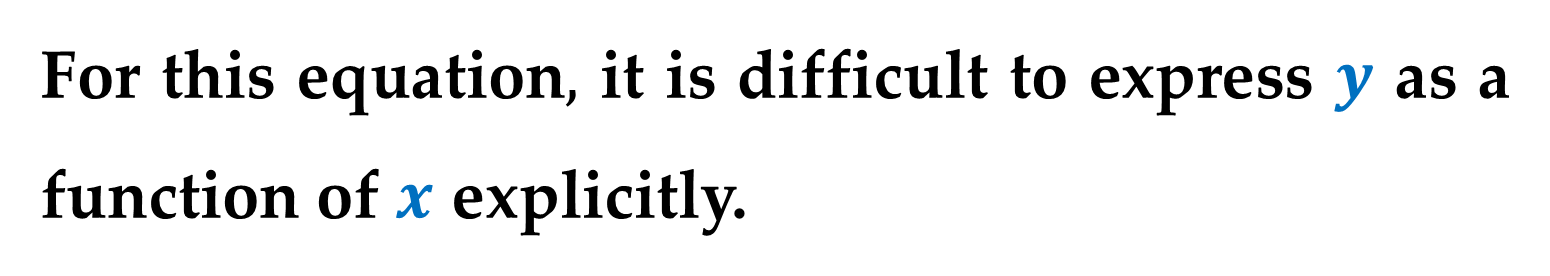 For this equation, it is difficult to express y as a
function of x explicitly.